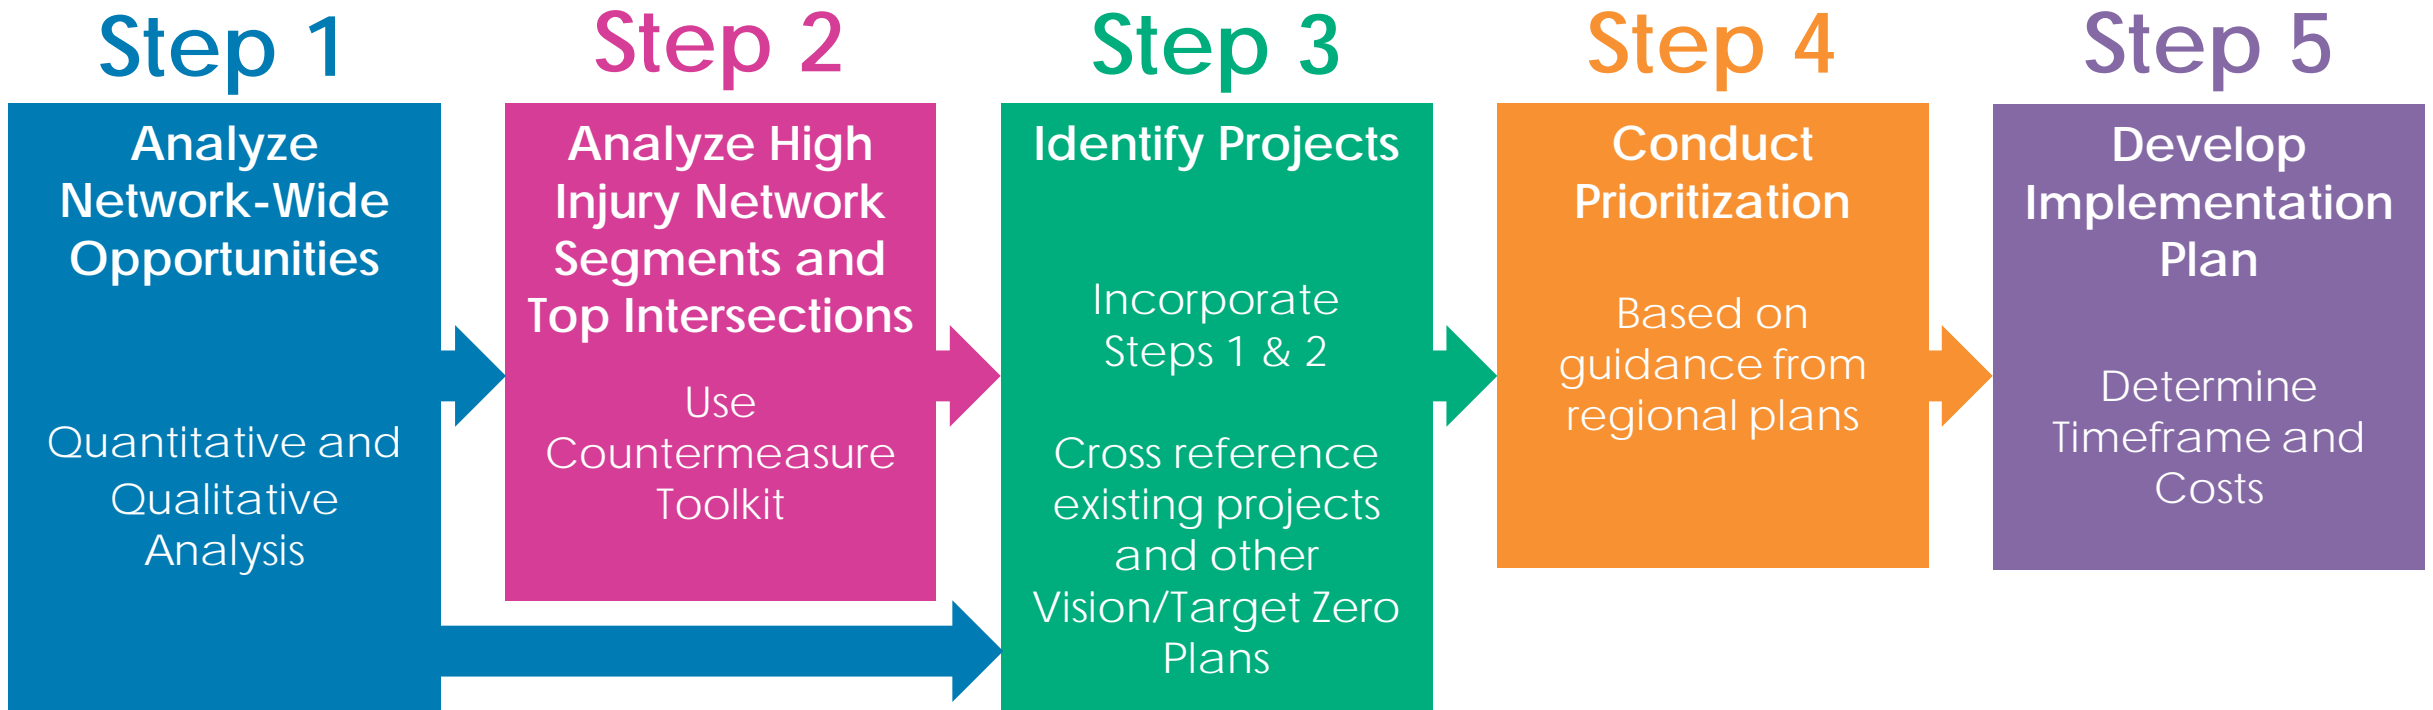 Step 1
Analyze
Network-Wide
Opportunities
Quantitative and
Qualitative
Analysis
Step 2
Analyze High
Injury Network
Segments and
Top Intersections
Use
Countermeasure
Toolkit
Step 3
Identify Projects
Incorporate
Steps 1 & 2
Cross reference
existing projects
and other
Vision/Target Zero
Plans
Step 4
Conduct
Prioritization
Based on
guidance from
regional plans
Step 5
Develop
Implementation
Plan
Determine
Timeframe and
Costs